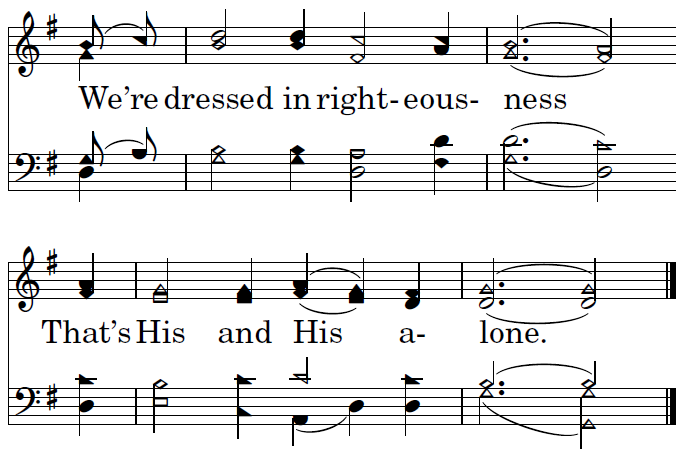 We're dressed in right- eous- ness
That's His and His a- lone.